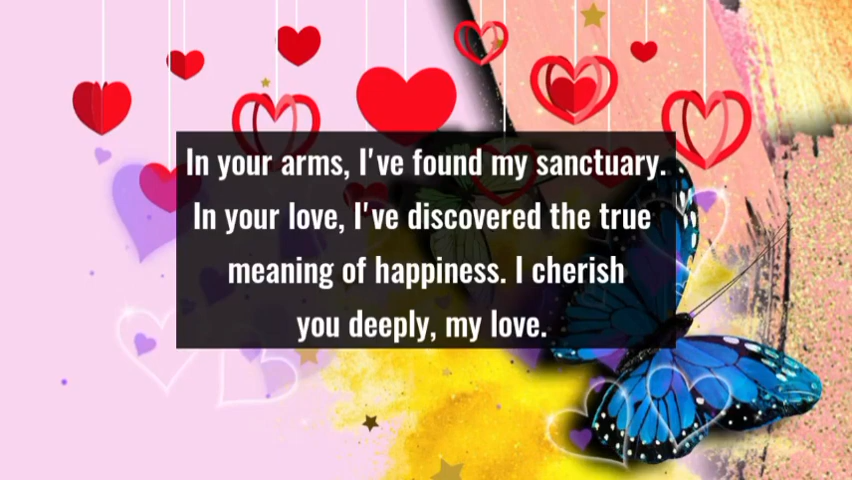 In your arms, I've found my sanctuary.
In your love, I've discovered the true
meaning of happiness. I cherish
you deeply, my love.